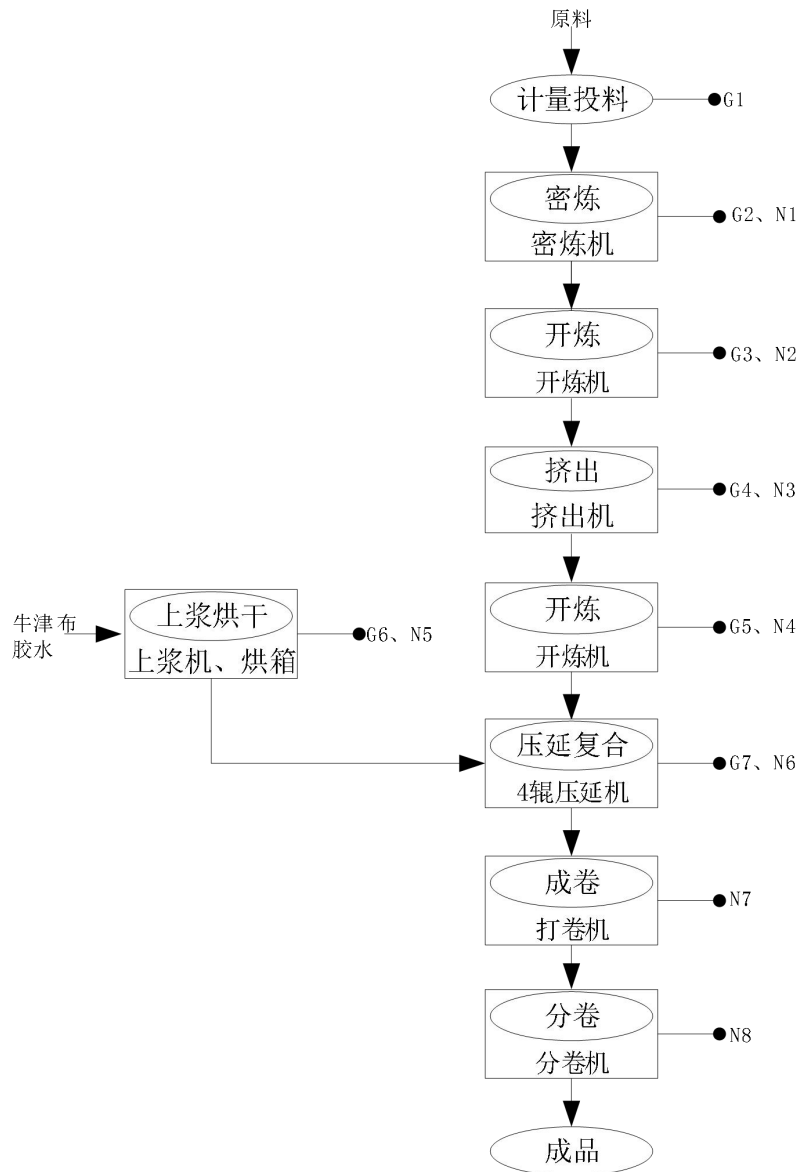 原料
计量投料
G1
密炼
密炼机
G2、N1
开炼
开炼机
G3、N2
挤出
挤出机
G4、N3
开炼
开炼机
G5、N4
牛津布
胶水
上浆烘干
上浆机、烘箱
G6、N5
压延复合
4辊压延机
G7、N6
成卷
打卷机
N7
分卷
分卷机
N8
成品